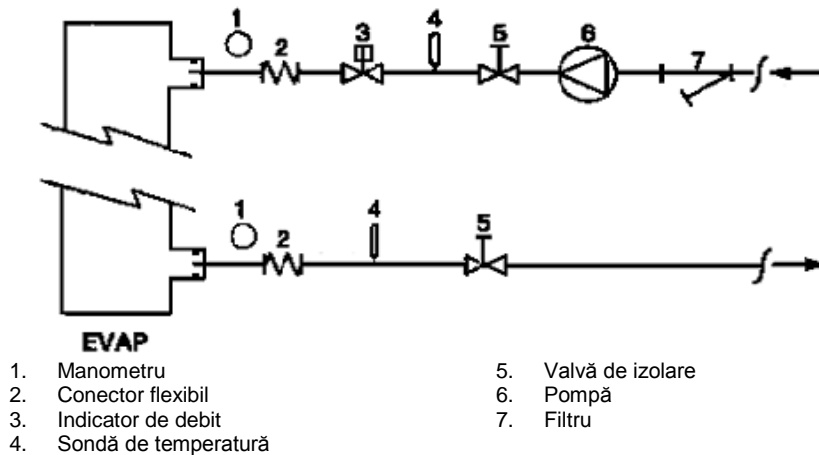 1
2
3
4
5
6
7
1
2
4
5
EVAP
1. Manometru
2. Conector flexibil
3. Indicator de debit
4. Sondă de temperatură
5. Valvă de izolare
6. Pompă
7. Filtru